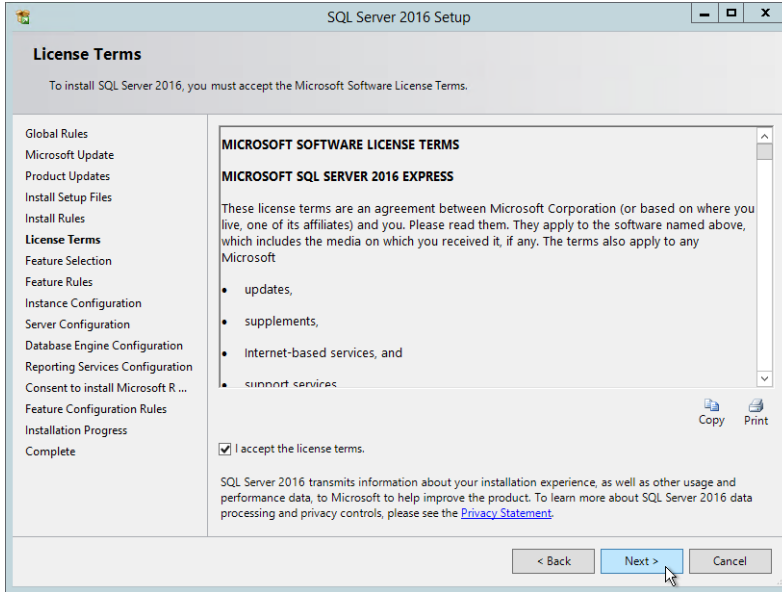 SQL Server 2016 Setup
License Terms
To install SQL Server 2016, you must accept the Microsoft Software License Terms.
Global Rules
Microsoft Update
Product Updates
Install Setup Files
Install Rules
License Terms
Feature Selection
Feature Rules
Instance Configuration
Server Configuration
Database Engine Configuration
Reporting Services Configuration
Consent to install Microsoft R ...
Feature Configuration Rules
Installation Progress
Complete
MICROSOFT SOFTWARE LICENSE TERMS
MICROSOFT SQL SERVER 2016 EXPRESS
These license terms are an agreement between Microsoft Corporation (or based on where you
live, one of its affiliates) and you. Please read them. They apply to the software named above,
which includes the media on which you received it, if any. The terms also apply to any
Microsoft
• updates,
• supplements,
• Internet-based services, and
• support services
Copy Print
I accept the license terms.
SQL Server 2016 transmits information about your installation experience, as well as other usage and
performance data, to Microsoft to help improve the product. To learn more about SQL Server 2016 data
processing and privacy controls, please see the Privacy Statement.
< Back Next > Cancel